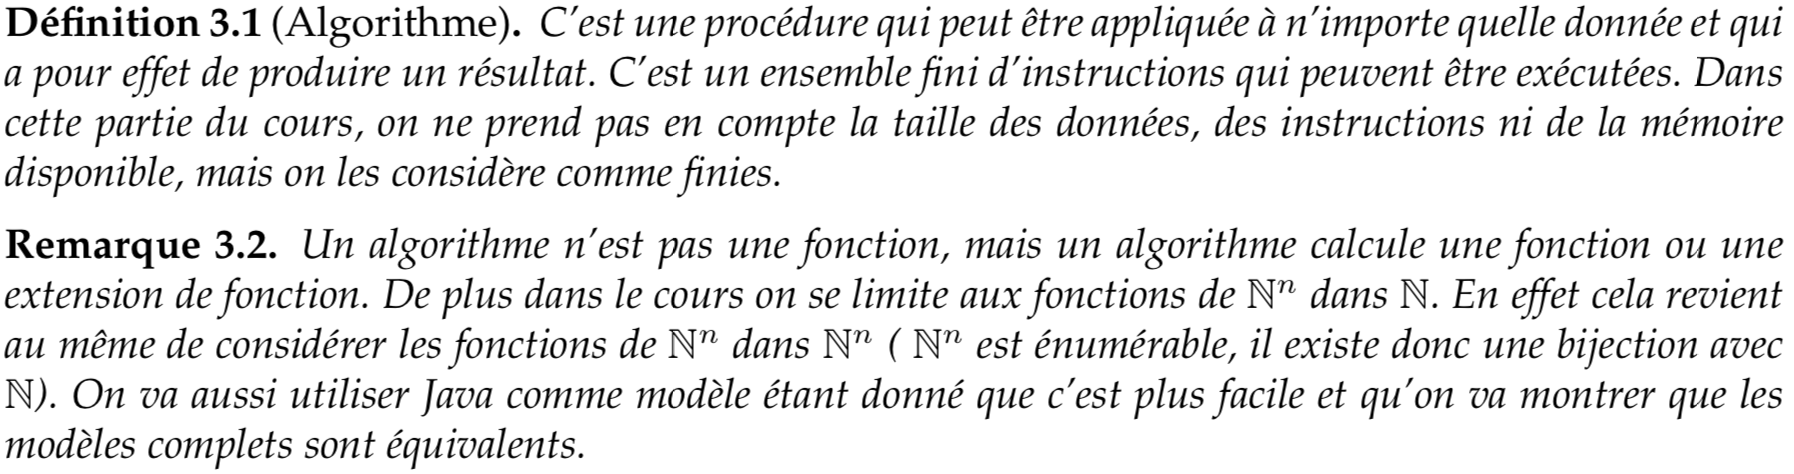 Définition 3.1 (Algorithme). C'est une procédure qui peut être appliquée à n'importe quelle donnée et qui
a pour effet de produire un résultat. C'est un ensemble fini d'instructions qui peuvent être exécutées. Dans
cette partie du cours, on ne prend pas en compte la taille des données, des instructions ni de la mémoire
disponible, mais on les considère comme finies.
Remarque 3.2. Un algorithme n'est pas une fonction, mais un algorithme calcule une fonction ou une
extension de fonction. De plus dans le cours on se limite aux fonctions de ℕⁿ dans ℕ. En effet cela revient
au même de considérer les fonctions de ℕⁿ dans ℕⁿ ( ℕⁿ est énumérable, il existe donc une bijection avec
ℕ). On va aussi utiliser Java comme modèle étant donné que c'est plus facile et qu'on va montrer que les
modèles complets sont équivalents.